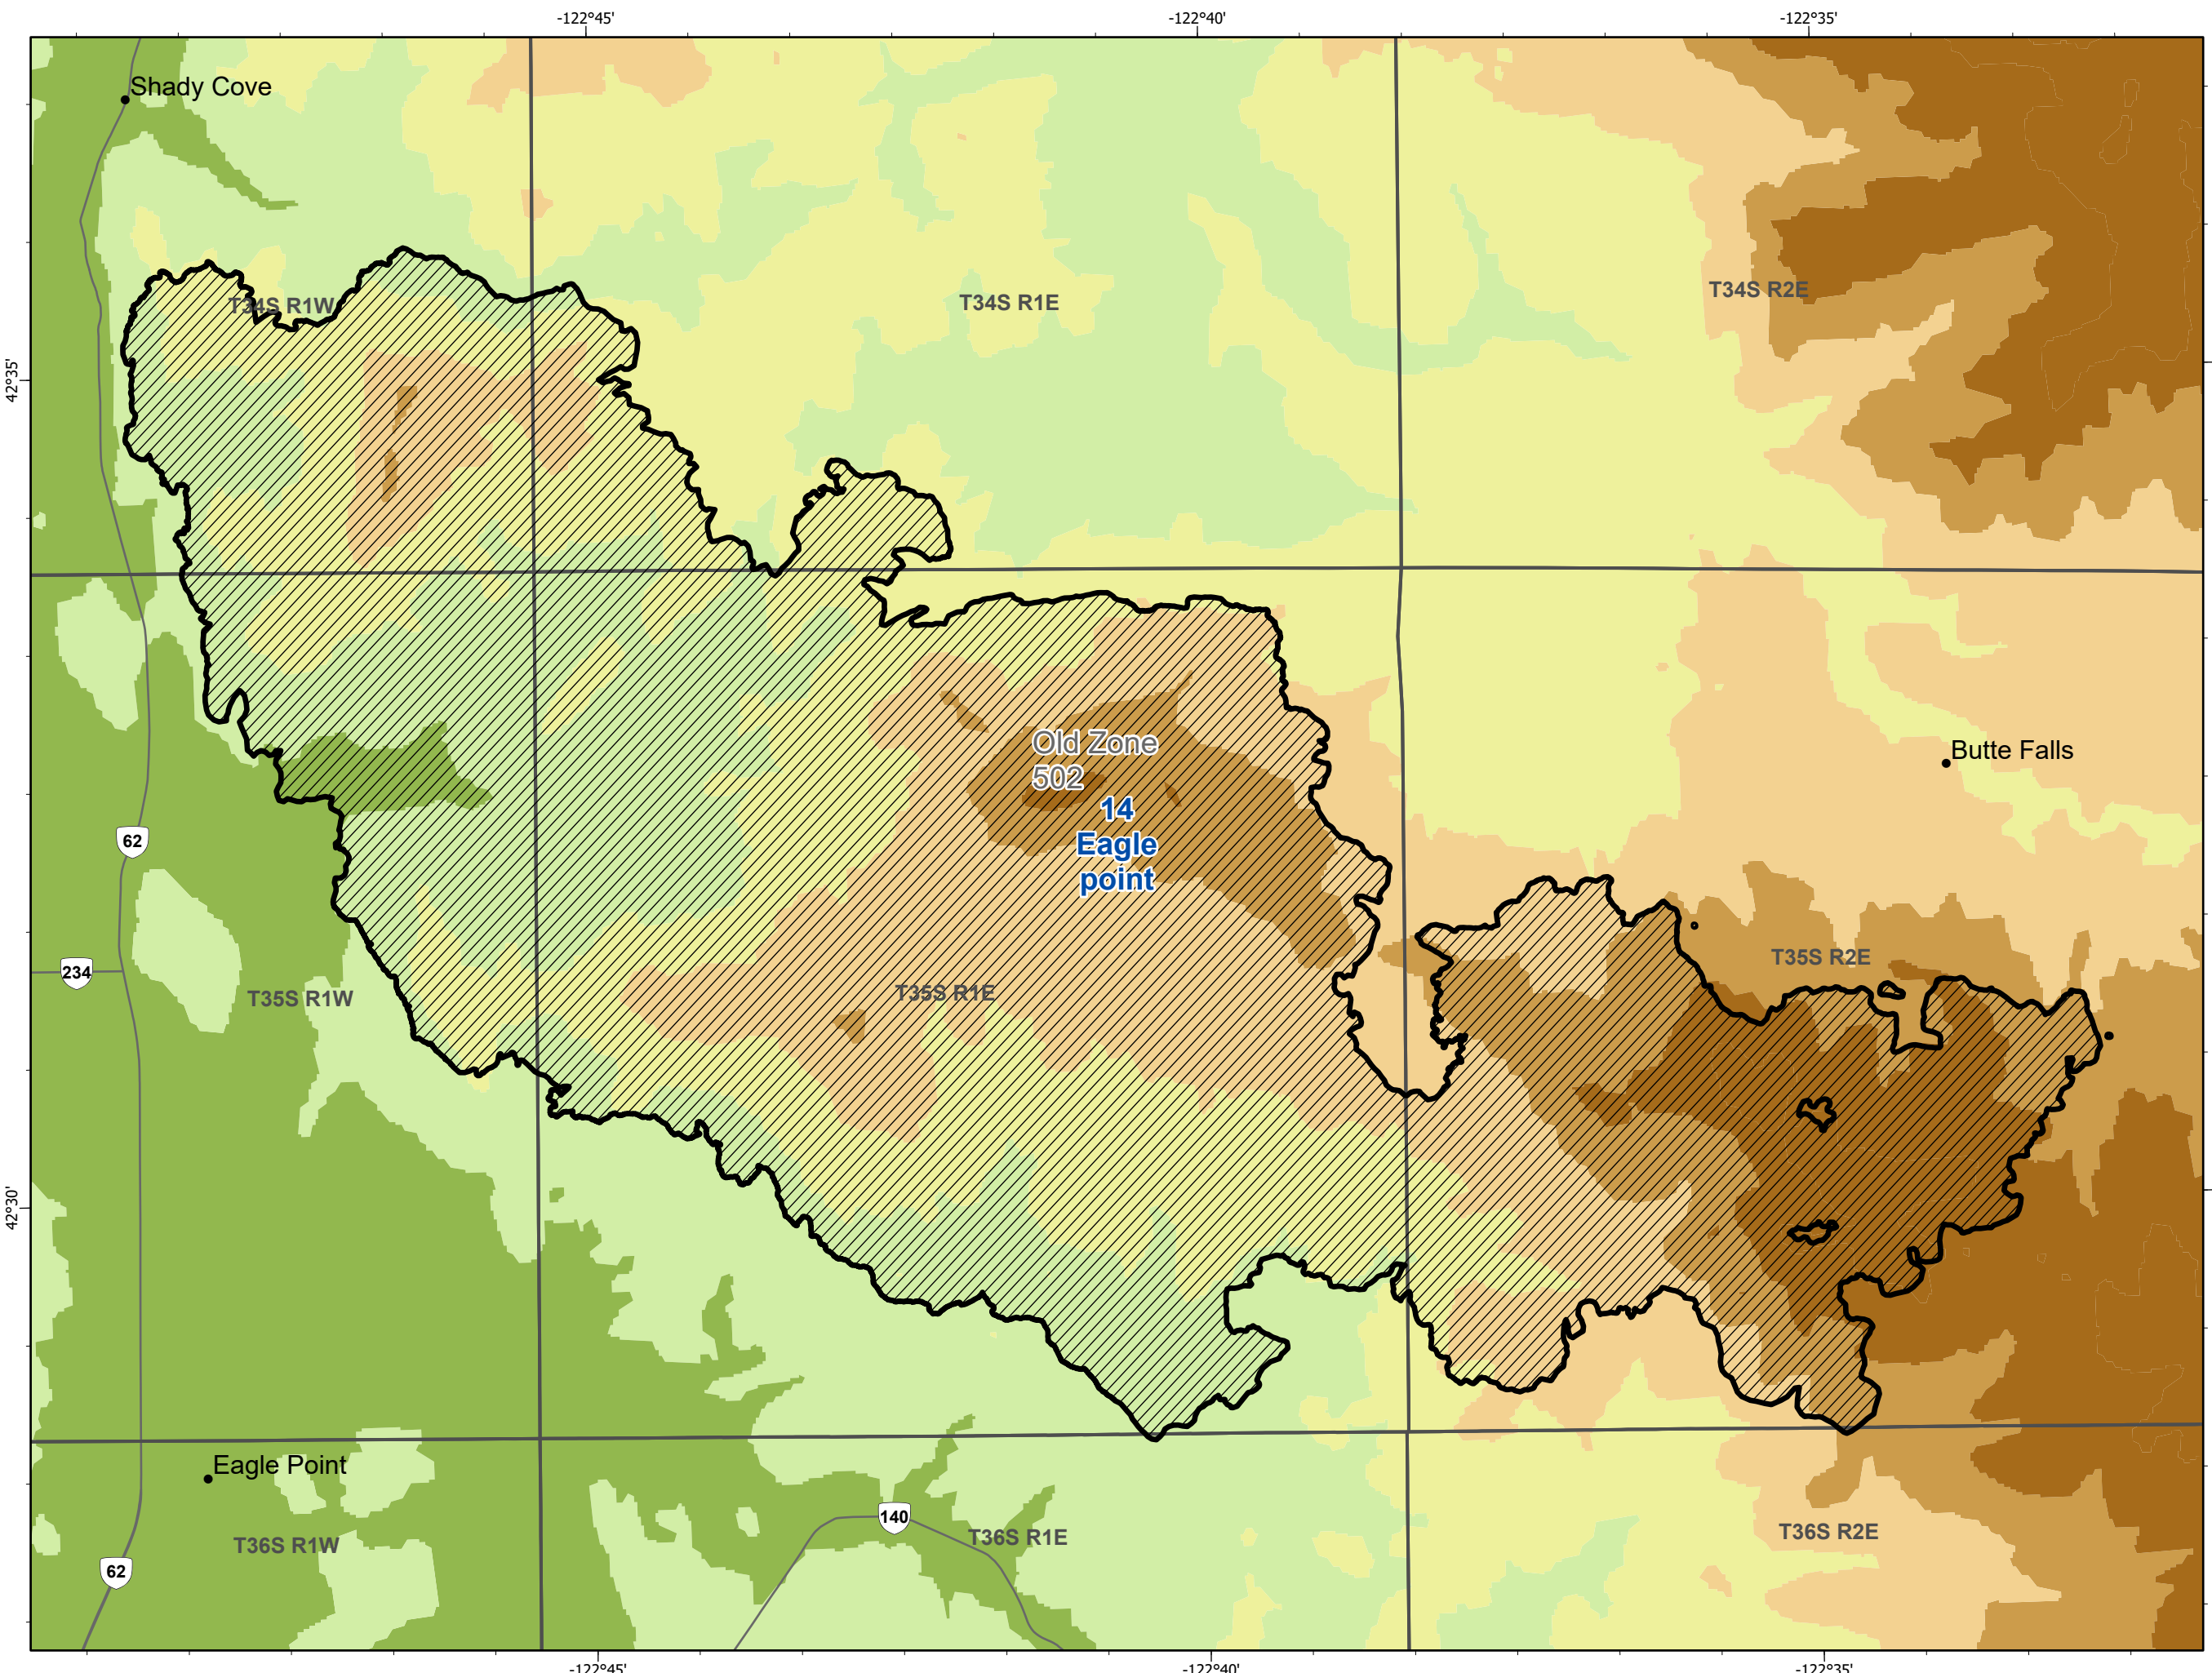 -122°45'
-122°40'
-122°35'
Shady Cove
T34S R1W
T34S R1E
T34S R2E
42°35'
Old Zone
502
Butte Falls
14
Eagle
point
62
234
T35S R1W
T35S R1E
T35S R2E
42°30'
Eagle Point
140
T36S R1W
T36S R1E
T36S R2E
62
-122°45'
-122°40'
-122°35'